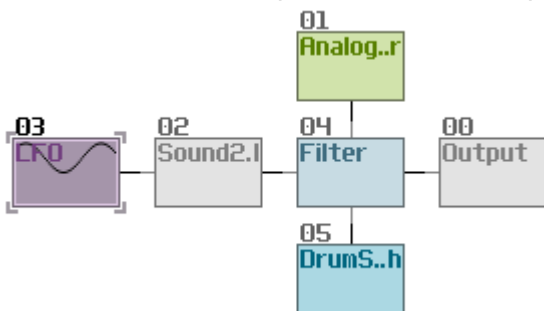 01
Analog..r
03
LFO
02
Sound2.l
04
Filter
00
Output
05
DrumS..h